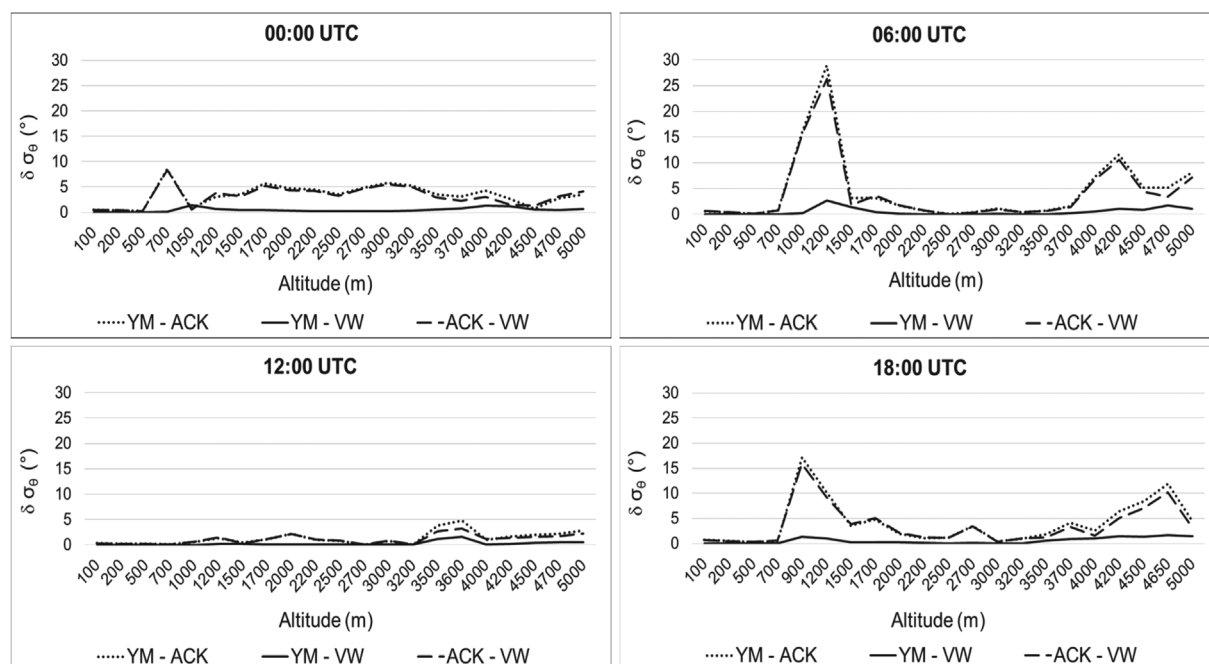 00:00 UTC
30
25
20
15
10
5
0
δ σθ (°)
100 200 500 700 1050 1200 1500 1700 2000 2200 2500 2700 3000 3200 3500 3700 4000 4200 4500 4700 5000
Altitude (m)
YM - ACK YM - VW ACK - VW
06:00 UTC
30
25
20
15
10
5
0
δ σθ (°)
100 200 500 700 1000 1200 1500 1700 2000 2200 2500 2700 3000 3200 3500 3700 4000 4200 4500 4700 5000
Altitude (m)
YM - ACK YM - VW ACK - VW
12:00 UTC
30
25
20
15
10
5
0
δ σθ (°)
100 200 500 700 1000 1200 1500 1700 2000 2200 2500 2700 3000 3200 3500 3600 4000 4200 4500 4700 5000
Altitude (m)
YM - ACK YM - VW ACK - VW
18:00 UTC
30
25
20
15
10
5
0
δ σθ (°)
100 200 500 700 900 1200 1500 1700 2000 2200 2500 2700 3000 3200 3500 3700 4000 4200 4500 4650 5000
Altitude (m)
YM - ACK YM - VW ACK - VW